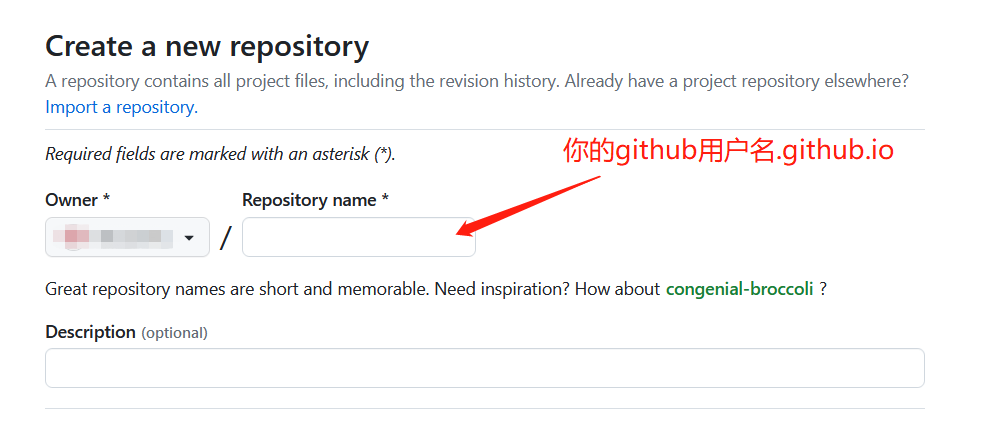 Create a new repository
A repository contains all project files, including the revision history. Already have a project repository elsewhere?
Import a repository.
Required fields are marked with an asterisk (*).
你的github用户名.github.io
Owner *
Repository name *
/
Great repository names are short and memorable. Need inspiration? How about congenial-broccoli ?
Description (optional)